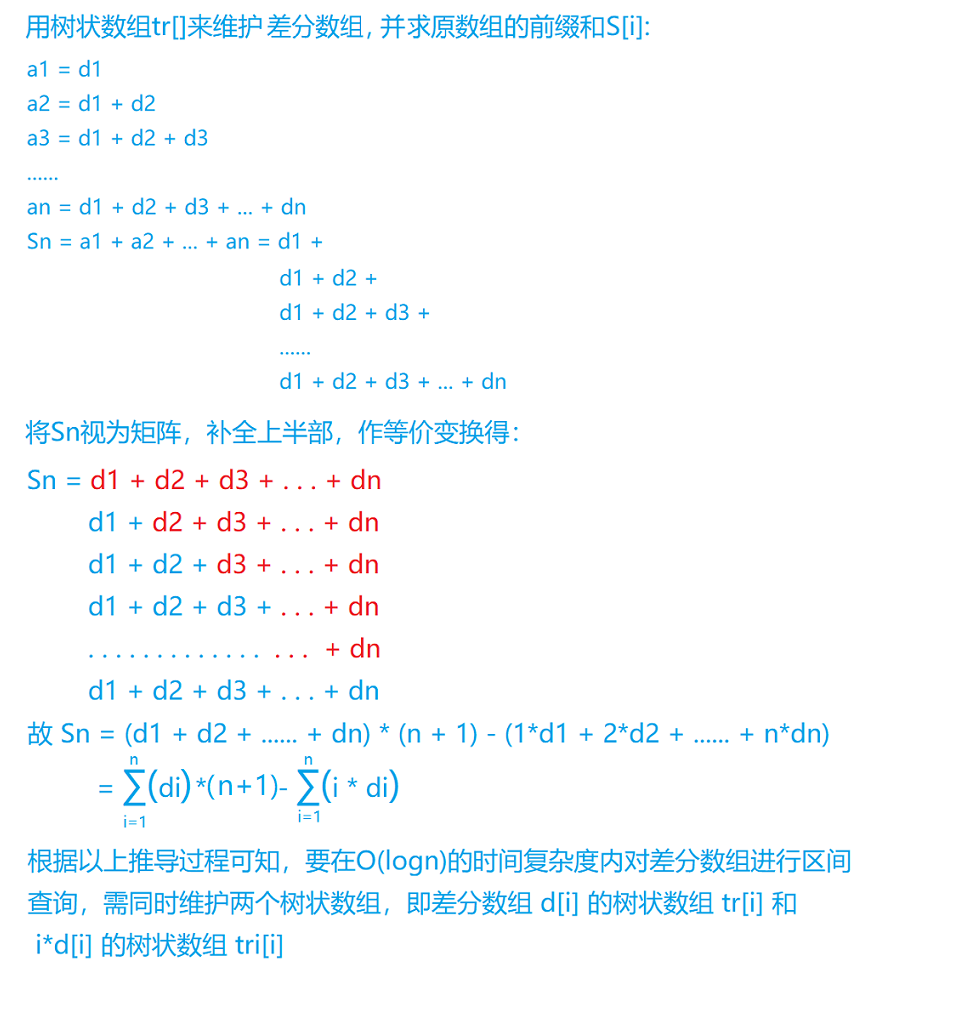 用树状数组tr[]来维护 差分数组, 并求原数组的前缀和S[i]:
a1 = d1
a2 = d1 + d2
a3 = d1 + d2 + d3
......
an = d1 + d2 + d3 + ... + dn
Sn = a1 + a2 + ... + an = d1 +
d1 + d2 +
d1 + d2 + d3 +
......
d1 + d2 + d3 + ... + dn
将Sn视为矩阵，补全上半部，作等价变换得：
Sn = d1 + d2 + d3 + . . . + dn
d1 + d2 + d3 + . . . + dn
d1 + d2 + d3 + . . . + dn
d1 + d2 + d3 + . . . + dn
. . . . . . . . . . . . . . . . + dn
d1 + d2 + d3 + . . . + dn
故 Sn = (d1 + d2 + ...... + dn) * (n + 1) - (1*d1 + 2*d2 + ...... + n*dn)
n n
= ∑(di)*(n+1)- ∑(i * di)
i=1 i=1
根据以上推导过程可知，要在O(logn)的时间复杂度内对差分数组进行区间
查询，需同时维护两个树状数组，即差分数组 d[i] 的树状数组 tr[i] 和
i*d[i] 的树状数组 tri[i]